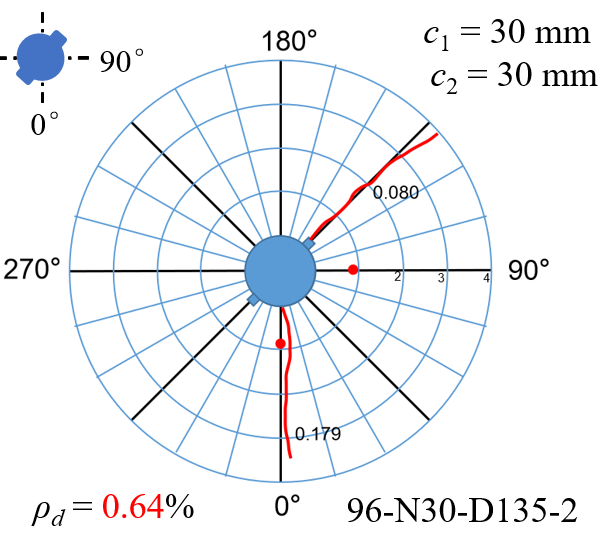 c₁ = 30 mm
c₂ = 30 mm
90°
0°
180°
0.080
270°
2
3
4
90°
0.179
0°
ρ_d = 0.64%
96-N30-D135-2